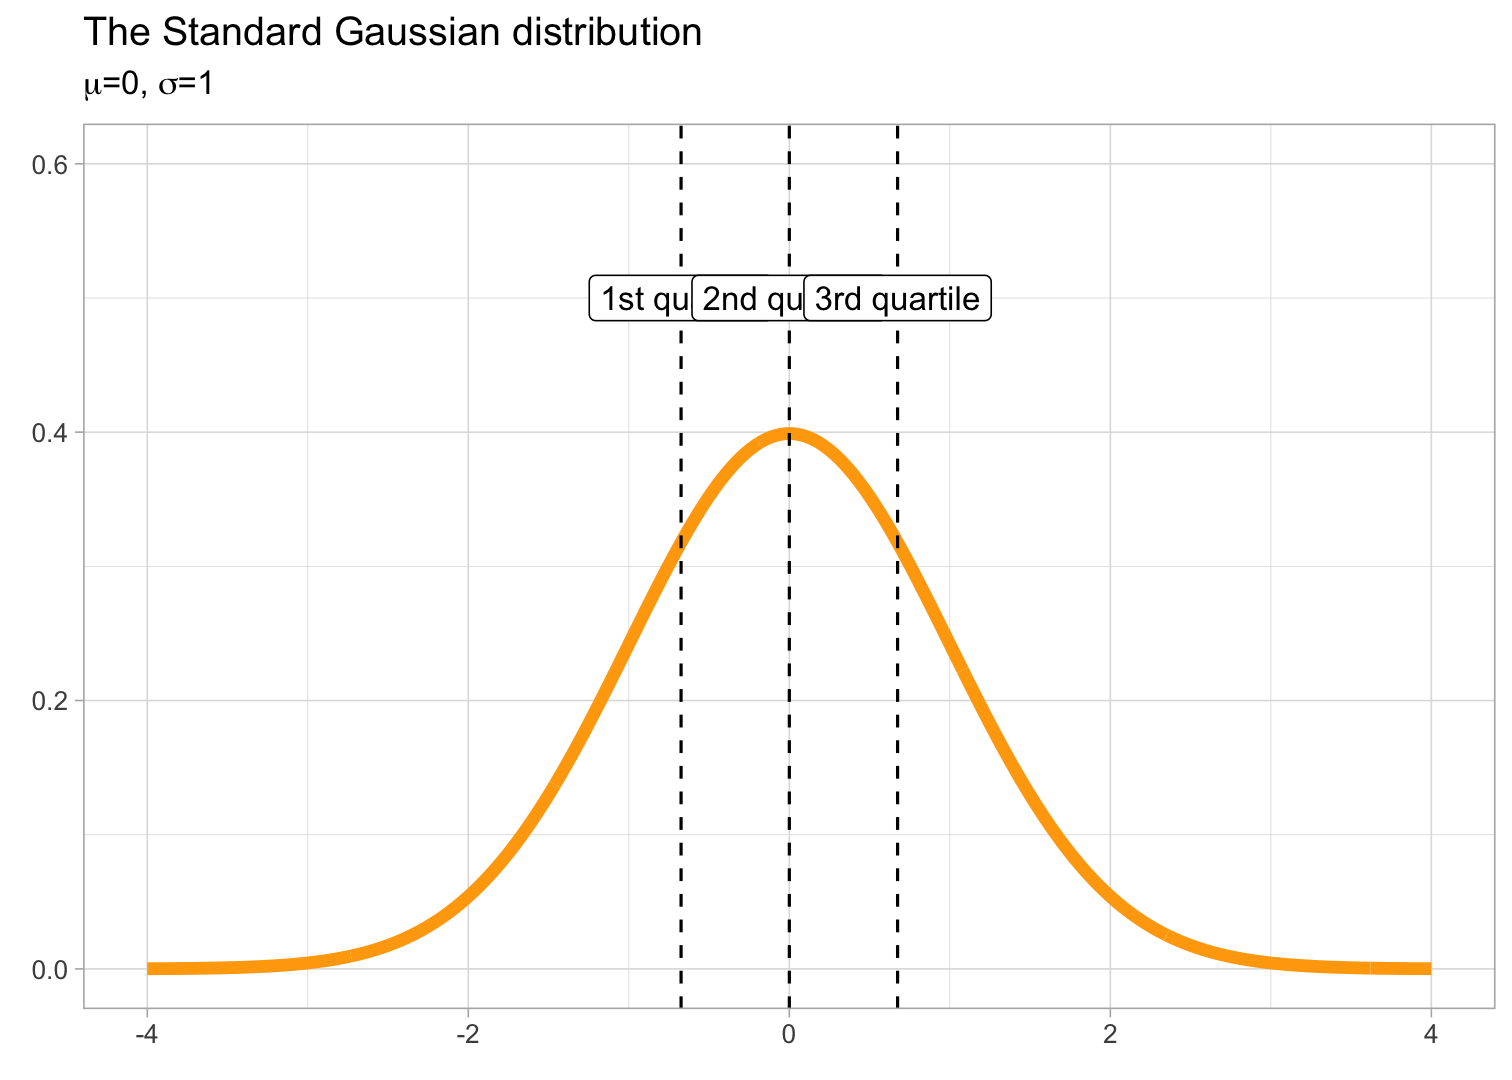 The Standard Gaussian distribution
μ=0, σ=1
0.6
1st qu 2nd qu 3rd quartile
0.4
0.2
0.0
-4 -2 0 2 4